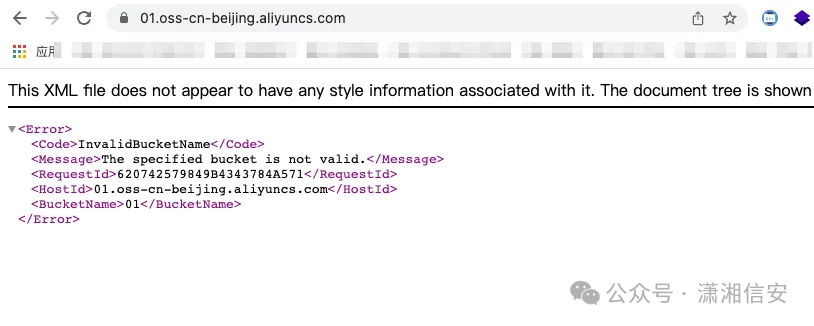 01.oss-cn-beijing.aliyuncs.com
应用
This XML file does not appear to have any style information associated with it. The document tree is shown
<Error>
<Code>InvalidBucketName</Code>
<Message>The specified bucket is not valid.</Message>
<RequestId>620742579849B4343784A571</RequestId>
<HostId>01.oss-cn-beijing.aliyuncs.com</HostId>
<BucketName>01</BucketName>
</Error>
公众号 · 潇湘信安